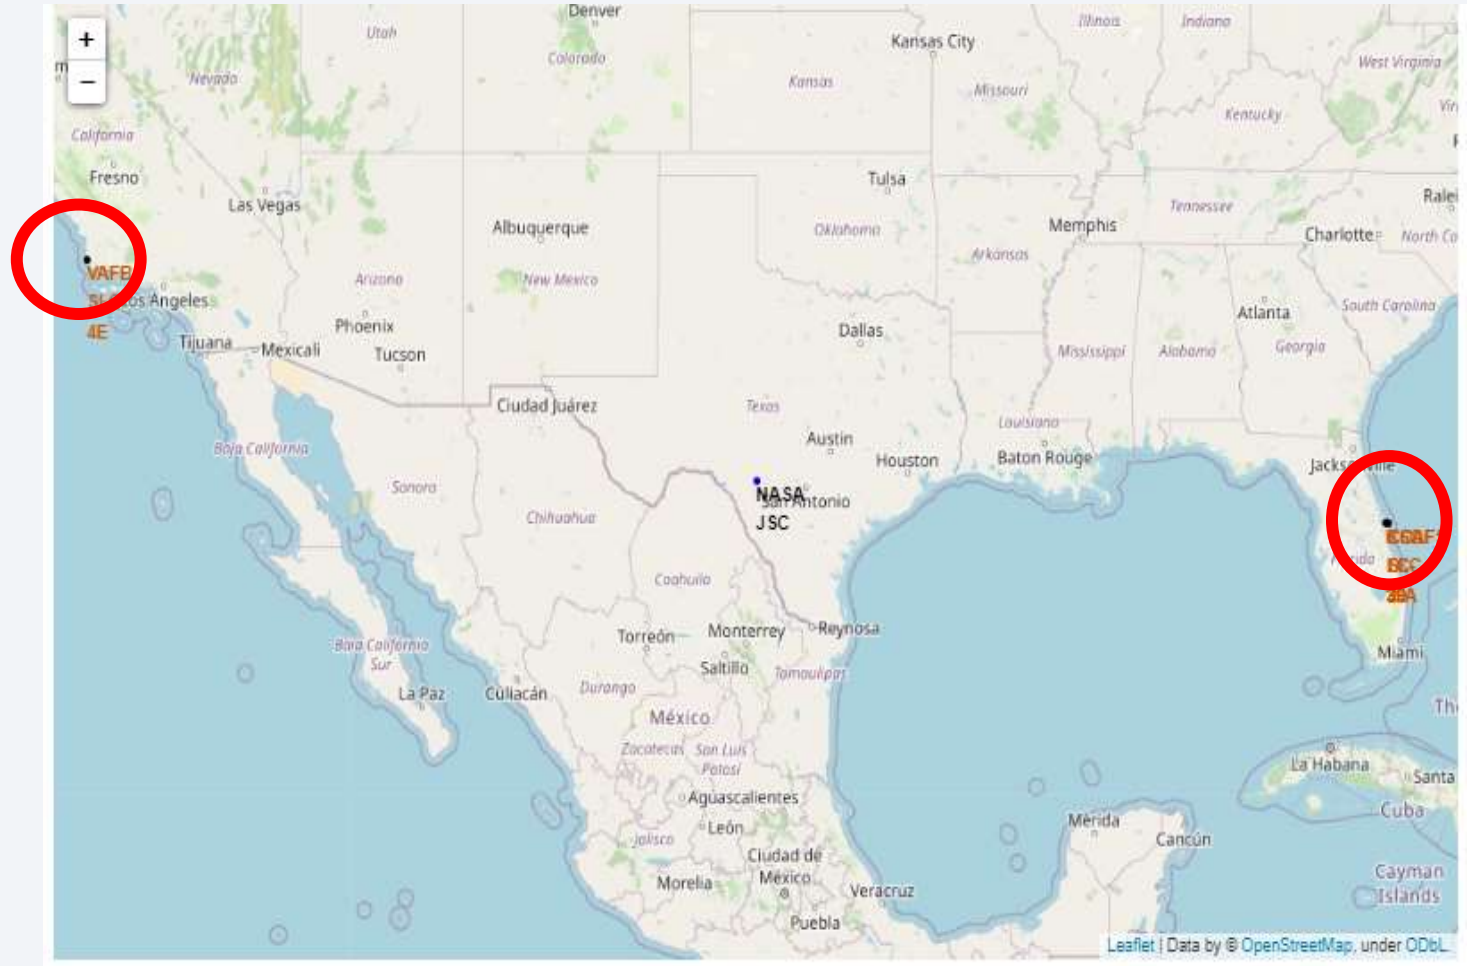 +
−
Denver
Utah
Colorado
Nevada
Kansas City
Kansas
Missouri
Illinois
Indiana
West Virginia
Kentucky
California
Fresno
Las Vegas
Albuquerque
New Mexico
Arizona
Phoenix
Tucson
Tulsa
Oklahoma
Memphis
Arkansas
Tennessee
Charlotte
Atlanta
South Carolina
Georgia
Alabama
Mississippi
Dallas
Texas
Louisiana
Baton Rouge
Austin
Houston
Jacksonville
VAFB
4E
Tijuana
Mexicali
Ciudad Juárez
Baja California
Sonora
Chihuahua
NASA
JSC
Coahuila
Miami
Torreón
Monterrey
Reynosa
Saltillo
Tamaulipas
Baja California
Sur
La Paz
Culiacán
Durango
México
Zacatecas
San Luis
Potosí
La Habana
Santa
Cuba
Aguascalientes
León
Jalisco
Ciudad de
México
Morelia
Veracruz
Puebla
Mérida
Cancún
Cayman
Islands
Leaflet | Data by © OpenStreetMap, under ODbL.